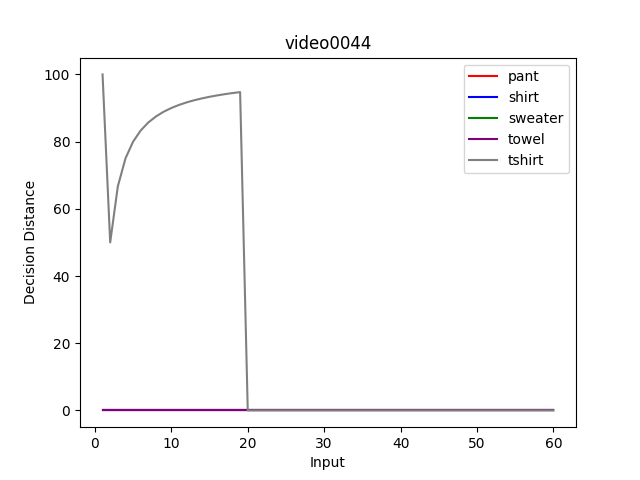 video0044
100
80
60
40
20
0
Decision Distance
pant
shirt
sweater
towel
tshirt
0 10 20 30 40 50 60
Input